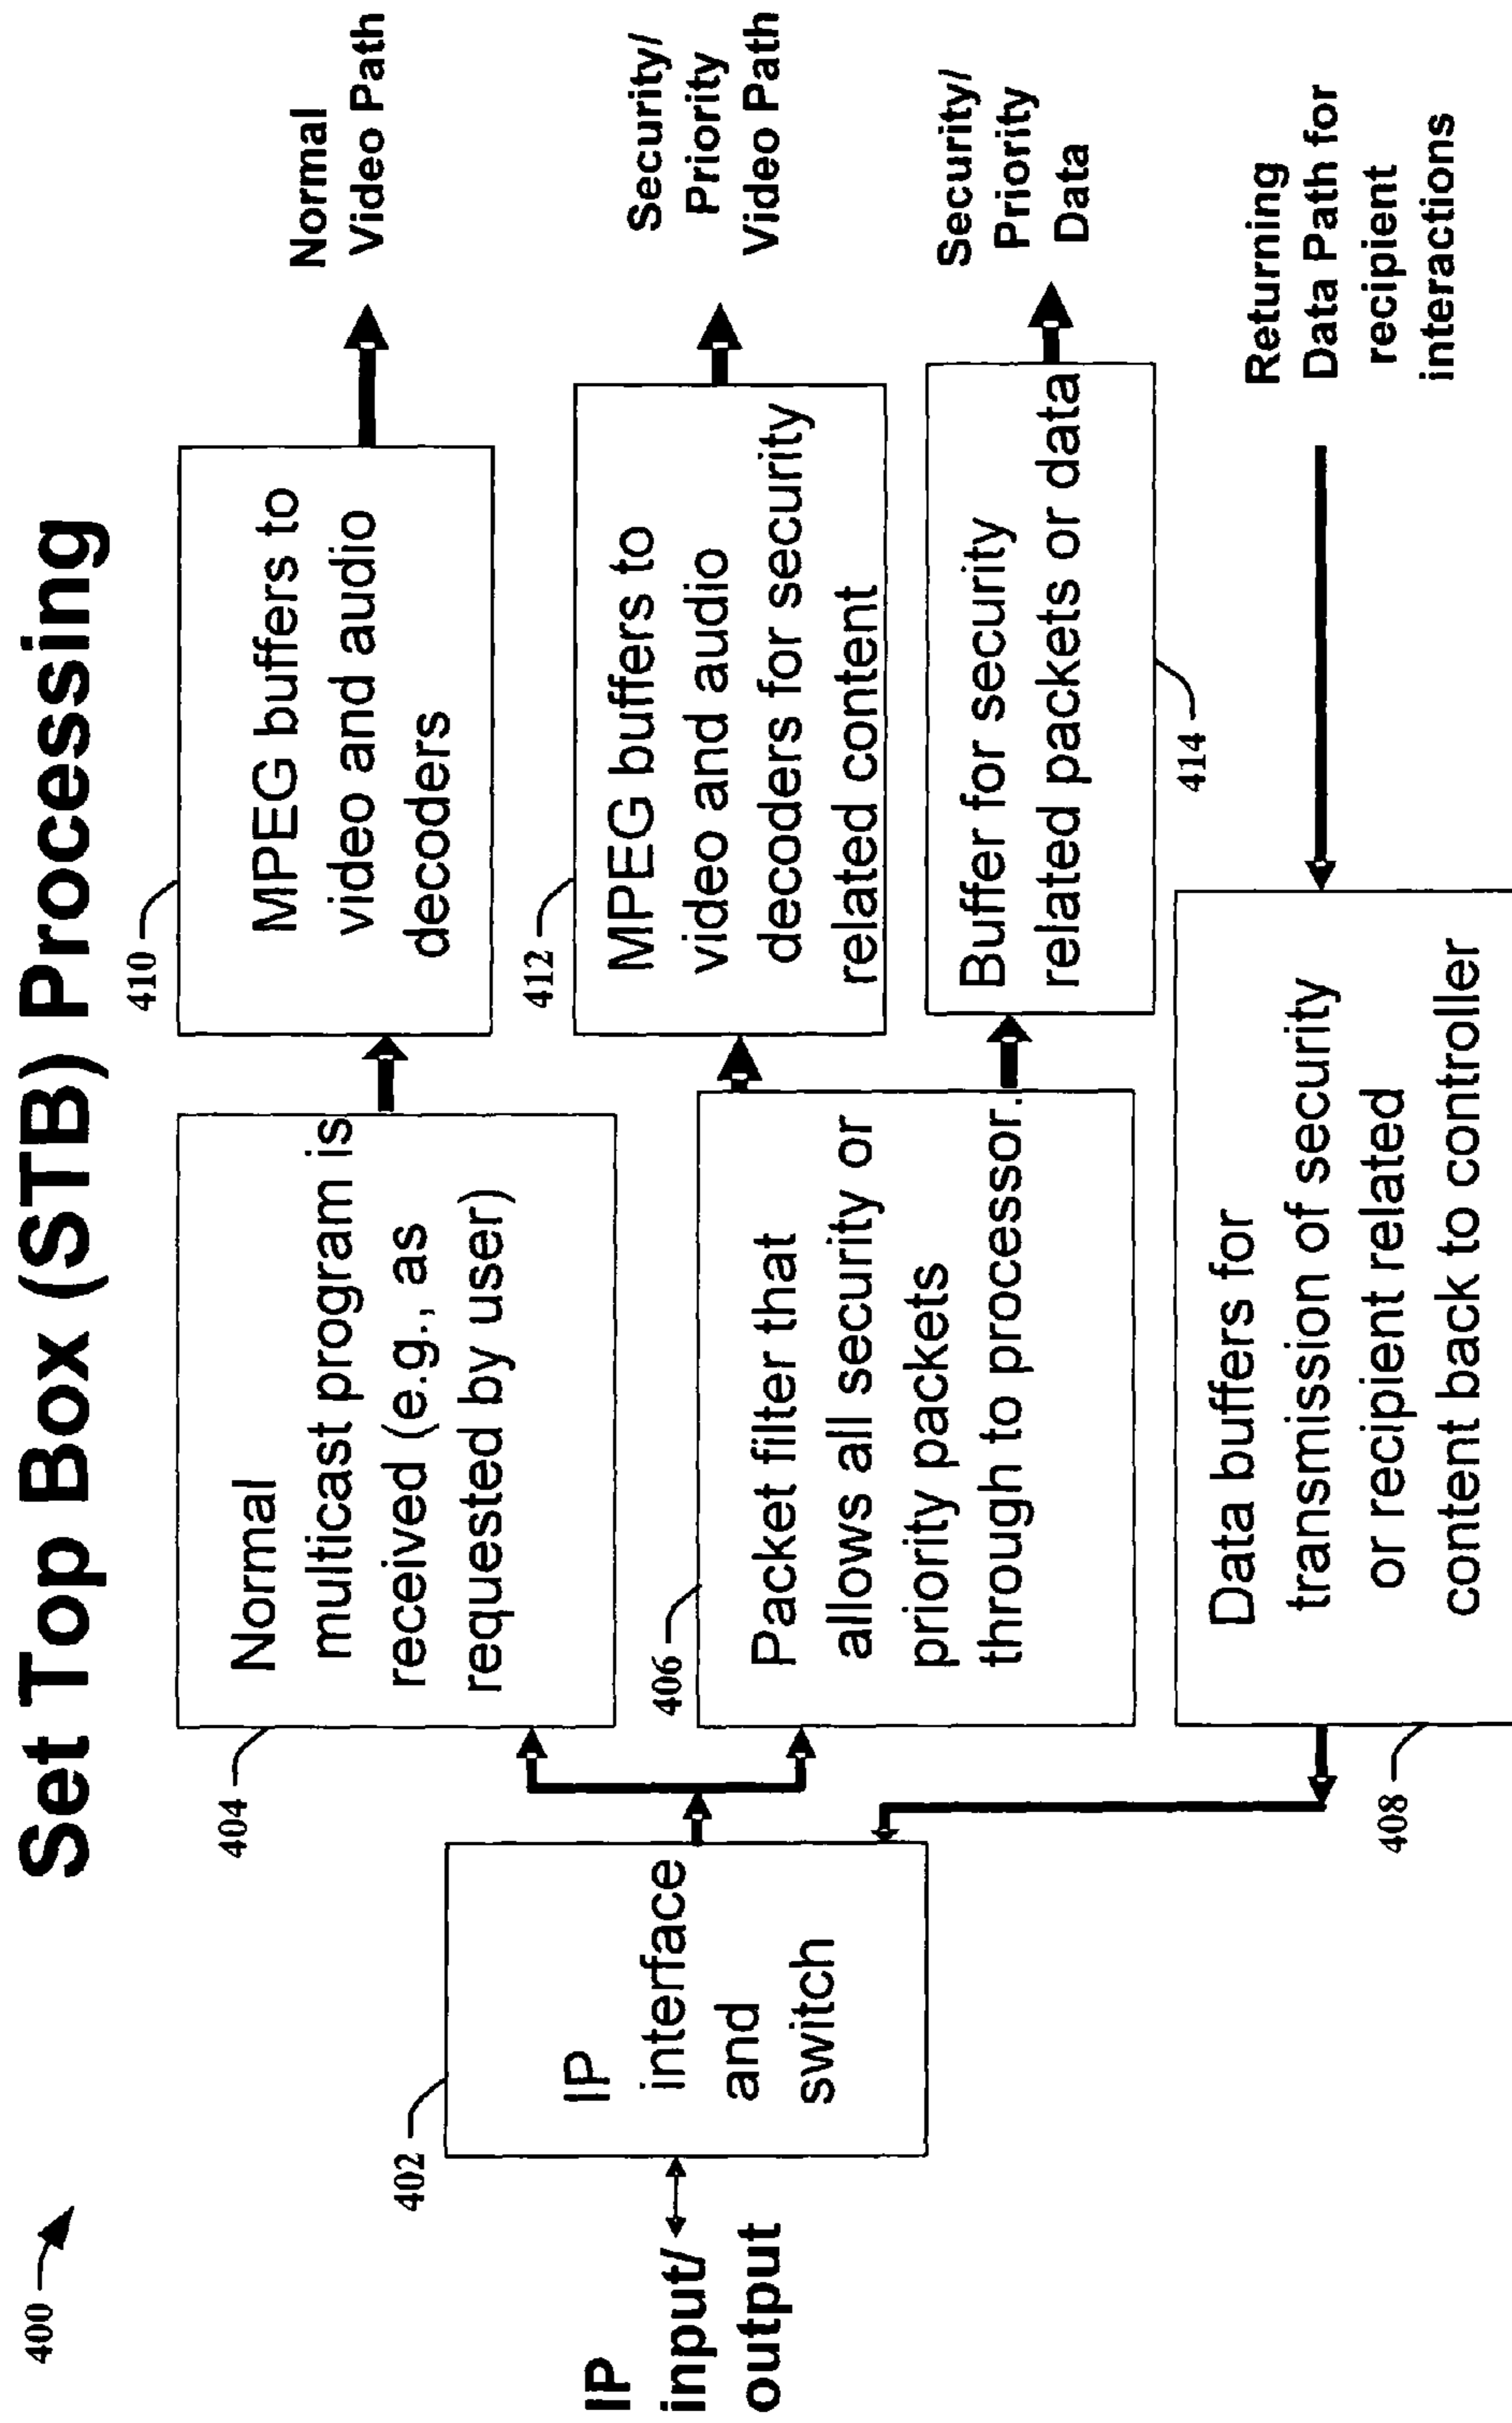 400
Set Top Box (STB) Processing
IP
input/
output
402
IP
interface
and
switch
404
Normal
multicast program is
received (e.g., as
requested by user)
406
Packet filter that
allows all security or
priority packets
through to processor.
408
Data buffers for
transmission of security
or recipient related
content back to controller
410
MPEG buffers to
video and audio
decoders
412
MPEG buffers to
video and audio
decoders for security
related content
414
Buffer for security
related packets or data
Normal
Video Path
Security/
Priority
Video Path
Security/
Priority
Data
Returning
Data Path for
recipient
interactions